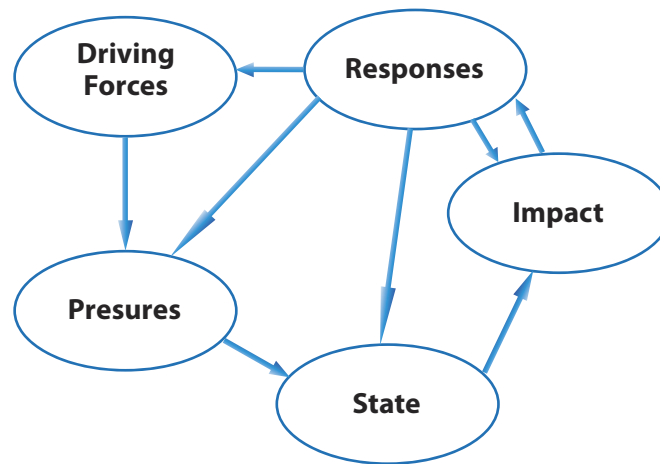 Driving
Forces
Responses
Impact
Presures
State